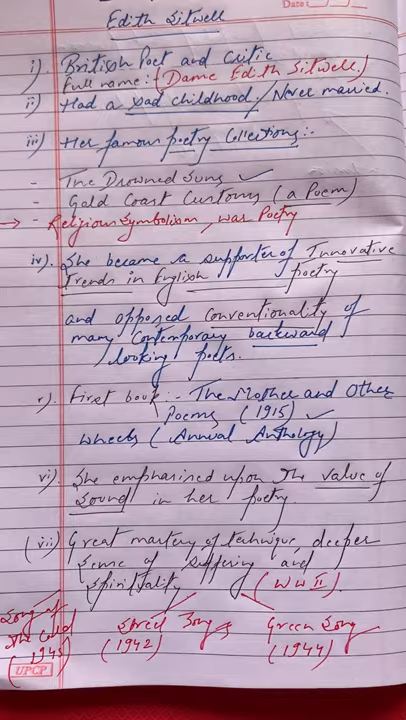 Date:
Edith Sitwell
i). British Poet and Critic
Full name: (Dame Edith Sitwell)
ii) Had a sad childhood / Never married.
iii) Her famous poetry Collections:-
- The Drowned Suns ✓
- Gold Coast Customs (a Poem)
→ - Religious Symbolism, was Poetry
iv). She became a supporter of Innovative
Trends in English poetry
and opposed conventionality of
many contemporary backward
looking poets.
v). First book:- The Mother and Other
Poems (1915) ✓
Wheels (Annual Anthology)
vi). She emphasised upon The value of
Sound in her poetry.
(vii) Great mastery of technique, deeper
sense of suffering and
Spirituality (WW II).
Song of
The Cold
(1945)
Street Songs
(1942)
Green Song
(1944)
UPCP